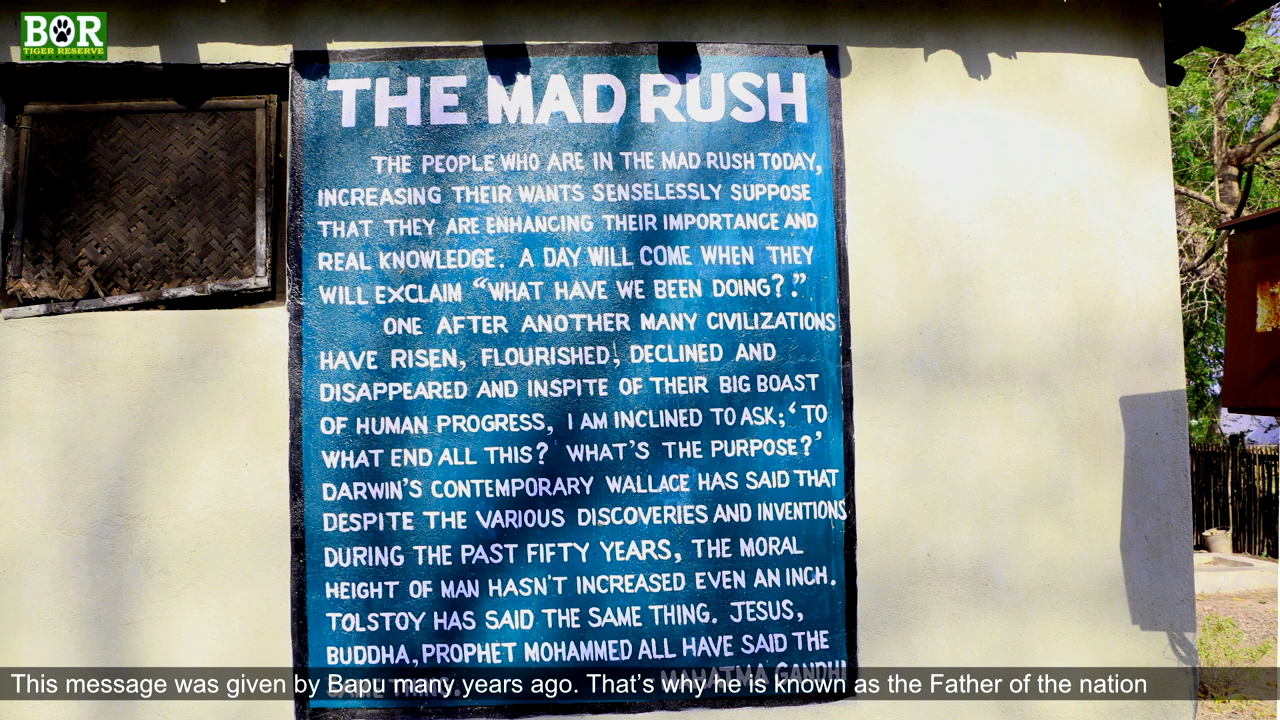 BOR
TIGER RESERVE
THE MAD RUSH
THE PEOPLE WHO ARE IN THE MAD RUSH TODAY,
INCREASING THEIR WANTS SENSELESSLY SUPPOSE
THAT THEY ARE ENHANCING THEIR IMPORTANCE AND
REAL KNOWLEDGE. A DAY WILL COME WHEN THEY
WILL EXCLAIM "WHAT HAVE WE BEEN DOING?."
ONE AFTER ANOTHER MANY CIVILIZATIONS
HAVE RISEN, FLOURISHED, DECLINED AND
DISAPPEARED AND INSPITE OF THEIR BIG BOAST
OF HUMAN PROGRESS, I AM INCLINED TO ASK; 'TO
WHAT END ALL THIS? WHAT'S THE PURPOSE?'
DARWIN'S CONTEMPORARY WALLACE HAS SAID THAT
DESPITE THE VARIOUS DISCOVERIES AND INVENTIONS
DURING THE PAST FIFTY YEARS, THE MORAL
HEIGHT OF MAN HASN'T INCREASED EVEN AN INCH.
TOLSTOY HAS SAID THE SAME THING. JESUS,
BUDDHA, PROPHET MOHAMMED ALL HAVE SAID THE
SAME THING. MAHATMA GANDHI
This message was given by Bapu many years ago. That's why he is known as the Father of the nation